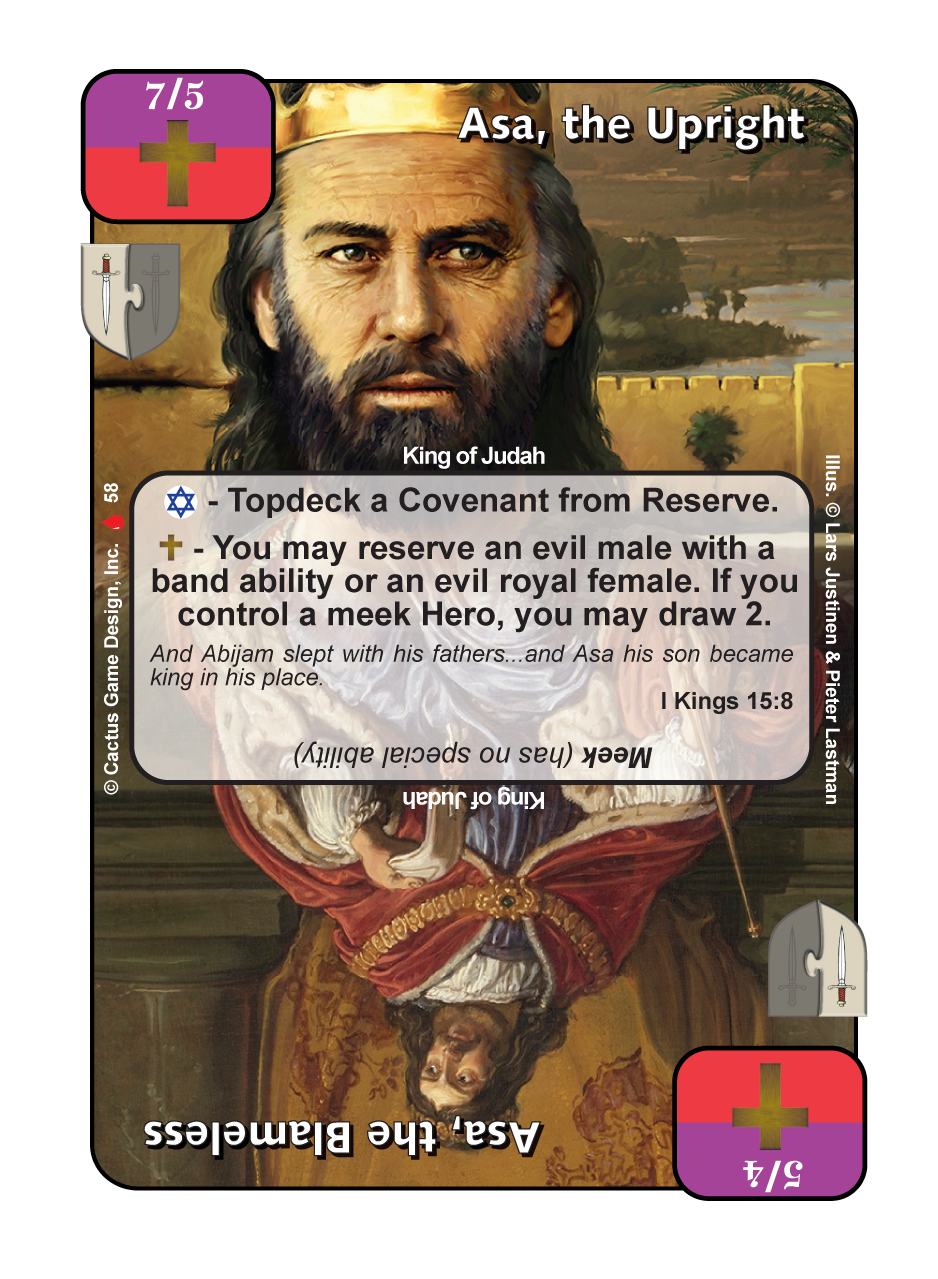 7/5
Asa, the Upright
King of Judah
- Topdeck a Covenant from Reserve.
- You may reserve an evil male with a
band ability or an evil royal female. If you
control a meek Hero, you may draw 2.
And Abijam slept with his fathers...and Asa his son became
king in his place.
I Kings 15:8
Meek (has no special ability)
King of Judah
Asa, the Blameless
5/4
© Cactus Game Design, Inc. 58
Illus. © Lars Justinen & Pieter Lastman